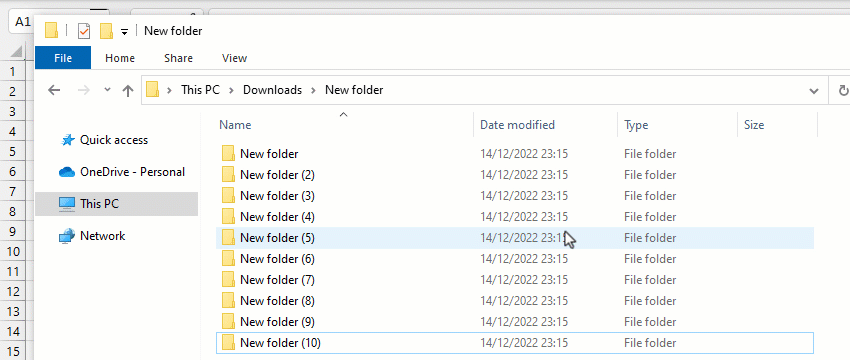 A1
New folder
File Home Share View
This PC Downloads New folder
Name Date modified Type Size
Quick access
OneDrive - Personal
This PC
Network
New folder 14/12/2022 23:15 File folder
New folder (2) 14/12/2022 23:15 File folder
New folder (3) 14/12/2022 23:15 File folder
New folder (4) 14/12/2022 23:15 File folder
New folder (5) 14/12/2022 23:15 File folder
New folder (6) 14/12/2022 23:15 File folder
New folder (7) 14/12/2022 23:15 File folder
New folder (8) 14/12/2022 23:15 File folder
New folder (9) 14/12/2022 23:15 File folder
New folder (10) 14/12/2022 23:15 File folder
1
2
3
4
5
6
7
8
9
10
11
12
13
14
15